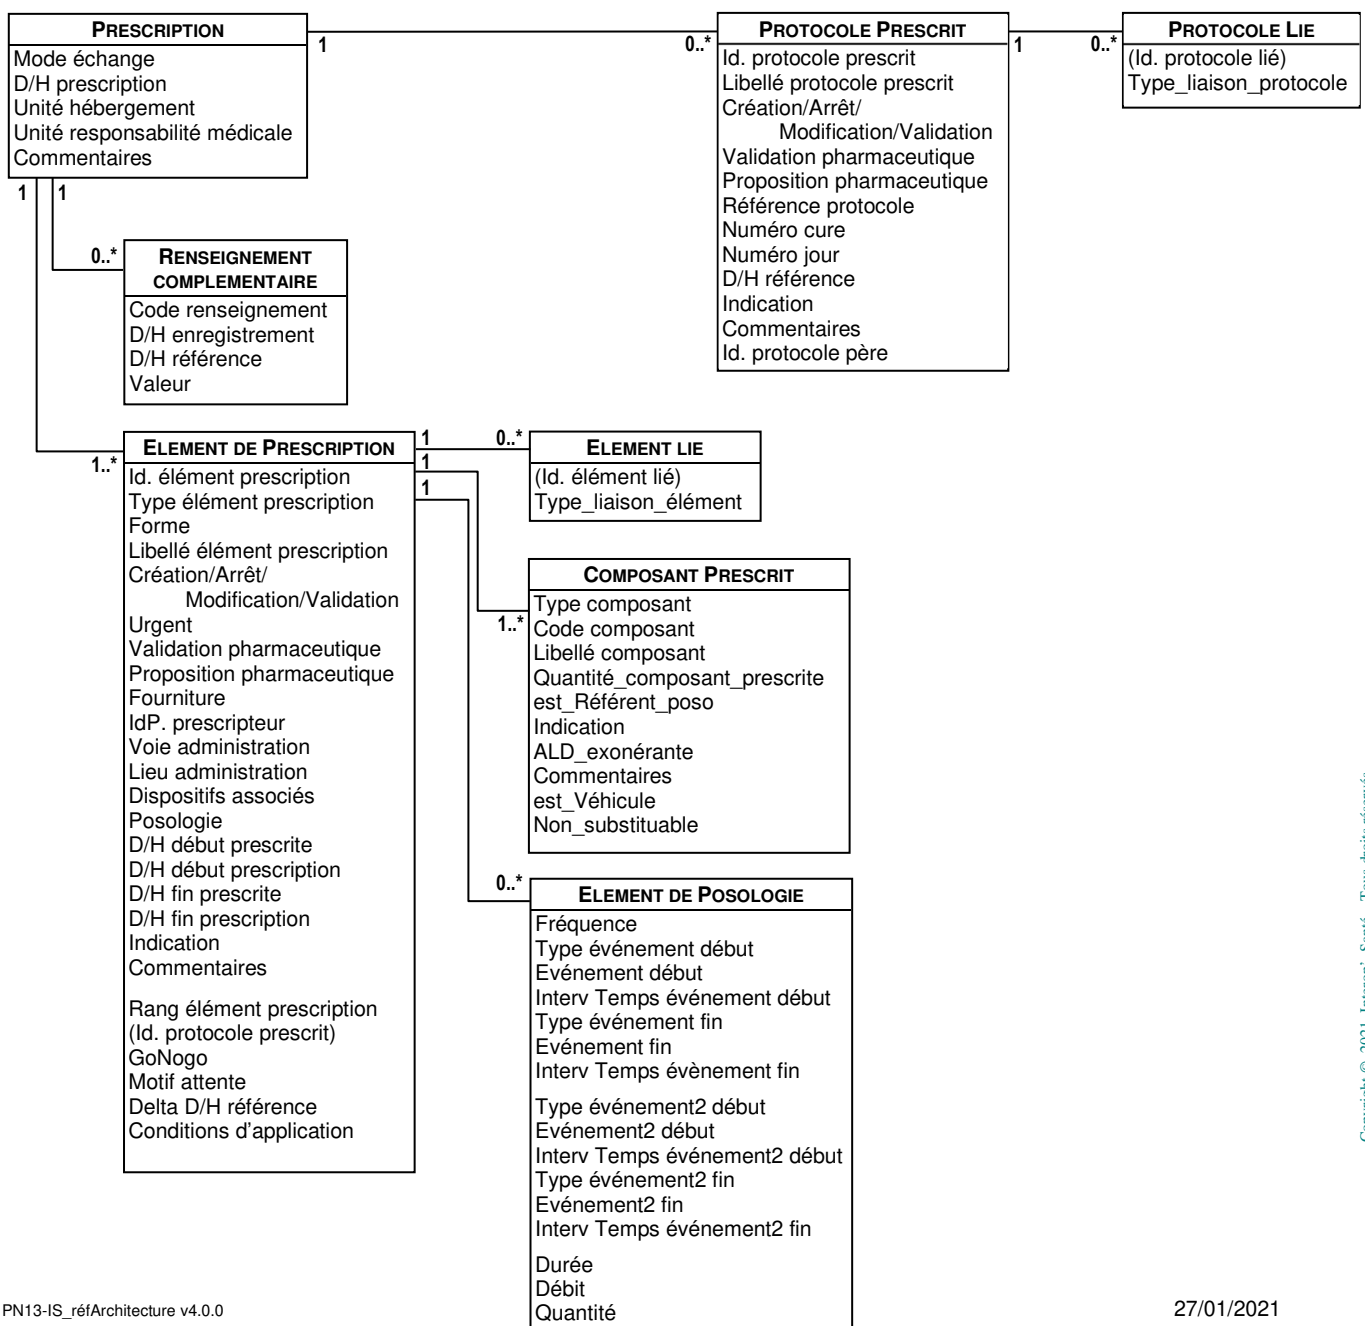 PRESCRIPTION
Mode échange
D/H prescription
Unité hébergement
Unité responsabilité médicale
Commentaires
1
0..*
PROTOCOLE PRESCRIT
Id. protocole prescrit
Libellé protocole prescrit
Création/Arrêt/
Modification/Validation
Validation pharmaceutique
Proposition pharmaceutique
Référence protocole
Numéro cure
Numéro jour
D/H référence
Indication
Commentaires
Id. protocole père
1
0..*
PROTOCOLE LIE
(Id. protocole lié)
Type_liaison_protocole
1
1
0..*
RENSEIGNEMENT
COMPLEMENTAIRE
Code renseignement
D/H enregistrement
D/H référence
Valeur
1..*
ELEMENT DE PRESCRIPTION
Id. élément prescription
Type élément prescription
Forme
Libellé élément prescription
Création/Arrêt/
Modification/Validation
Urgent
Validation pharmaceutique
Proposition pharmaceutique
Fourniture
IdP. prescripteur
Voie administration
Lieu administration
Dispositifs associés
Posologie
D/H début prescrite
D/H début prescription
D/H fin prescrite
D/H fin prescription
Indication
Commentaires
Rang élément prescription
(Id. protocole prescrit)
GoNogo
Motif attente
Delta D/H référence
Conditions d'application
1
0..*
1
1
ELEMENT LIE
(Id. élément lié)
Type_liaison_élément
1..*
COMPOSANT PRESCRIT
Type composant
Code composant
Libellé composant
Quantité_composant_prescrite
est_Référent_poso
Indication
ALD_exonérante
Commentaires
est_Véhicule
Non_substituable
0..*
ELEMENT DE POSOLOGIE
Fréquence
Type événement début
Evénement début
Interv Temps événement début
Type événement fin
Evénement fin
Interv Temps évènement fin
Type événement2 début
Evénement2 début
Interv Temps événement2 début
Type événement2 fin
Evénement2 fin
Interv Temps événement2 fin
Durée
Débit
Quantité
Copyright © 2021, Interop'_Santé - Tous droits réservés
PN13-IS_réfArchitecture v4.0.0
27/01/2021